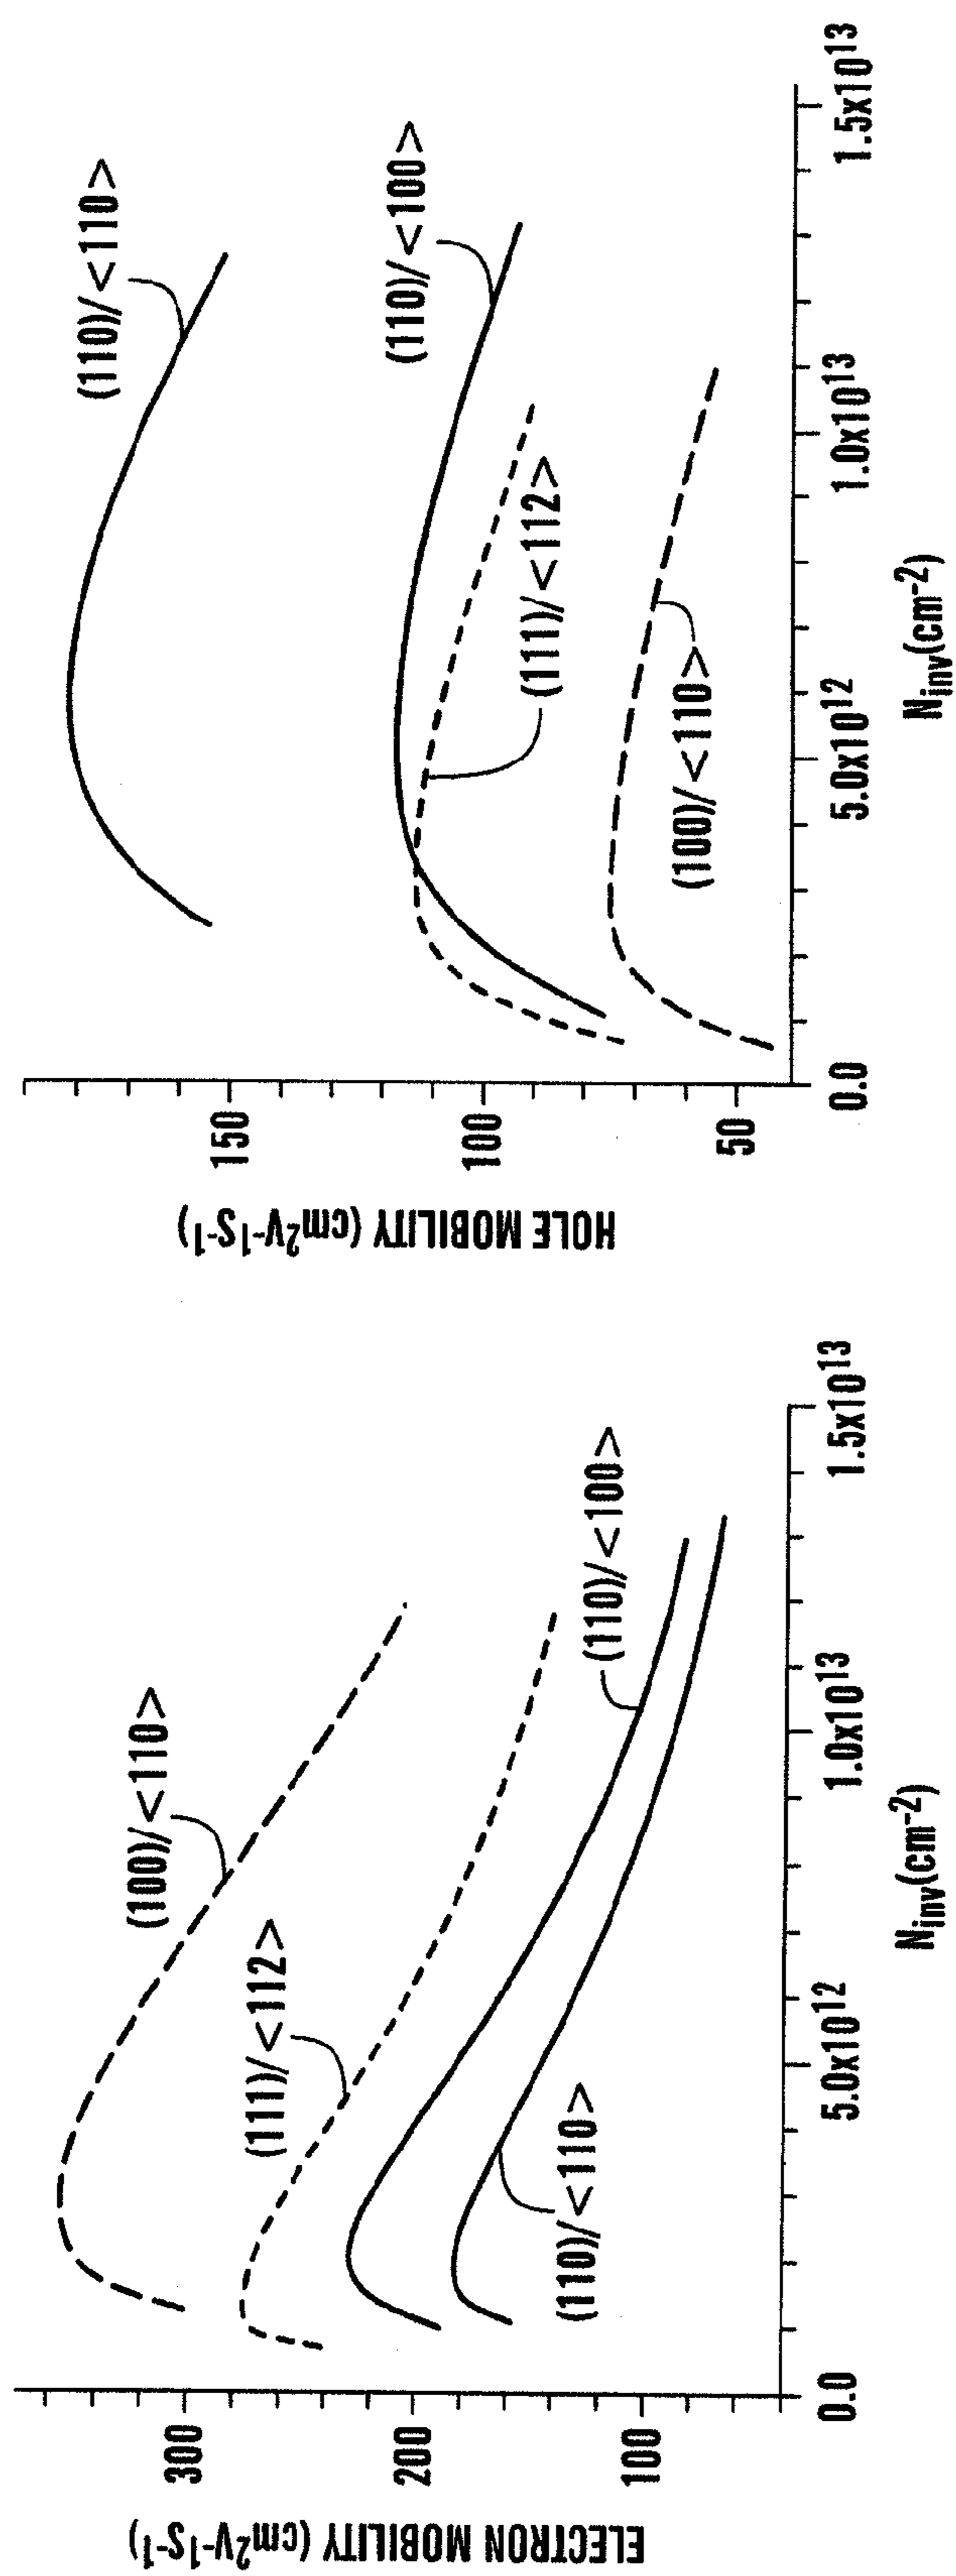 ELECTRON MOBILITY (cm²V⁻¹S⁻¹)
300
200
100
(100)/<110>
(111)/<112>
(110)/<100>
(110)/<110>
0.0
5.0x10¹²
1.0x10¹³
1.5x10¹³
Nᵢₙᵥ(cm⁻²)
HOLE MOBILITY (cm²V⁻¹S⁻¹)
150
100
50
(110)/<110>
(110)/<100>
(111)/<112>
(100)/<110>
0.0
5.0x10¹²
1.0x10¹³
1.5x10¹³
Nᵢₙᵥ(cm⁻²)